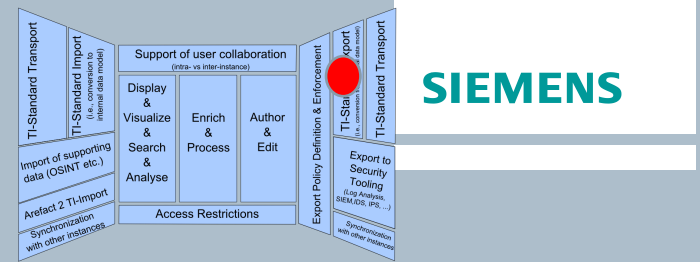 TI-Standard Transport
TI-Standard Import
(i.e., conversion to
internal data model)
Import of supporting
data (OSINT etc.)
Arefact 2 TI-Import
Synchronization
with other instances
Support of user collaboration
(intra- vs inter-instance)
Display
&
Visualize
&
Search
&
Analyse
Enrich
&
Process
Author
&
Edit
Access Restrictions
Export Policy Definition & Enforcement
(i.e., conversion
data model)
TI-Standard Transport
Export to
Security
Tooling
(Log Analysis,
SIEM,IDS, IPS, ...)
Synchronization
with other instances
SIEMENS